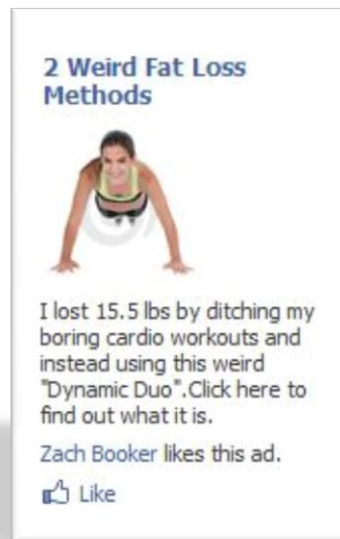 2 Weird Fat Loss
Methods
I lost 15.5 lbs by ditching my
boring cardio workouts and
instead using this weird
"Dynamic Duo".Click here to
find out what it is.
Zach Booker likes this ad.
Like